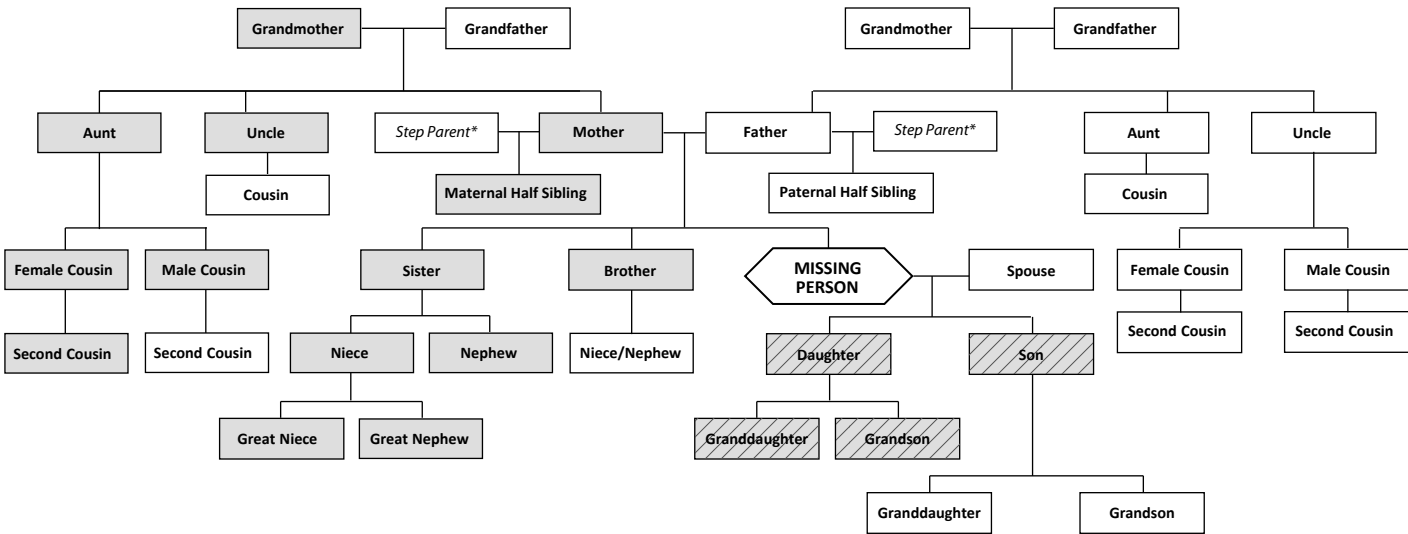 Grandmother
Grandfather
Grandmother
Grandfather
Aunt
Uncle
Step Parent*
Mother
Father
Step Parent*
Aunt
Uncle
Cousin
Maternal Half Sibling
Paternal Half Sibling
Cousin
Female Cousin
Male Cousin
Sister
Brother
MISSING
PERSON
Spouse
Female Cousin
Male Cousin
Second Cousin
Second Cousin
Niece
Nephew
Niece/Nephew
Daughter
Son
Second Cousin
Second Cousin
Great Niece
Great Nephew
Granddaughter
Grandson
Granddaughter
Grandson